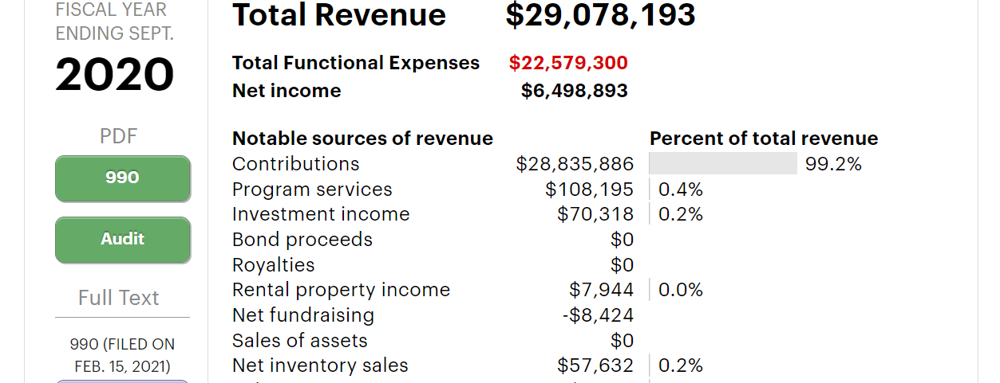 FISCAL YEAR
ENDING SEPT.
2020
PDF
990
Audit
Full Text
990 (FILED ON
FEB. 15, 2021)
Total Revenue $29,078,193
Total Functional Expenses $22,579,300
Net income $6,498,893
Notable sources of revenue Percent of total revenue
Contributions $28,835,886 99.2%
Program services $108,195 0.4%
Investment income $70,318 0.2%
Bond proceeds $0
Royalties $0
Rental property income $7,944 0.0%
Net fundraising -$8,424
Sales of assets $0
Net inventory sales $57,632 0.2%